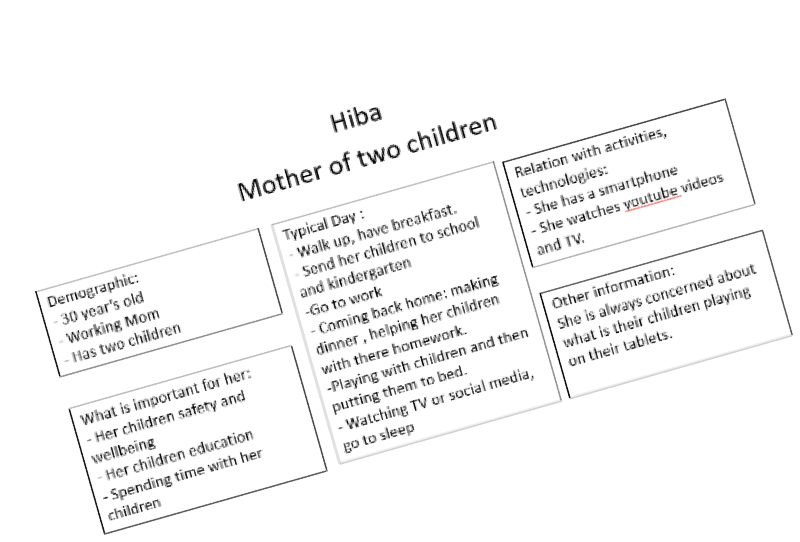 Hiba
Mother of two children
Demographic:
- 30 year's old
- Working Mom
- Has two children
What is important for her:
- Her children safety and
wellbeing
- Her children education
- Spending time with her
children
Typical Day :
- Walk up, have breakfast.
- Send her children to school
and kindergarten
-Go to work
- Coming back home: making
dinner , helping her children
with there homework.
-Playing with children and then
putting them to bed.
- Watching TV or social media,
go to sleep
Relation with activities,
technologies:
- She has a smartphone
- She watches youtube videos
and TV.
Other information:
She is always concerned about
what is their children playing
on their tablets.